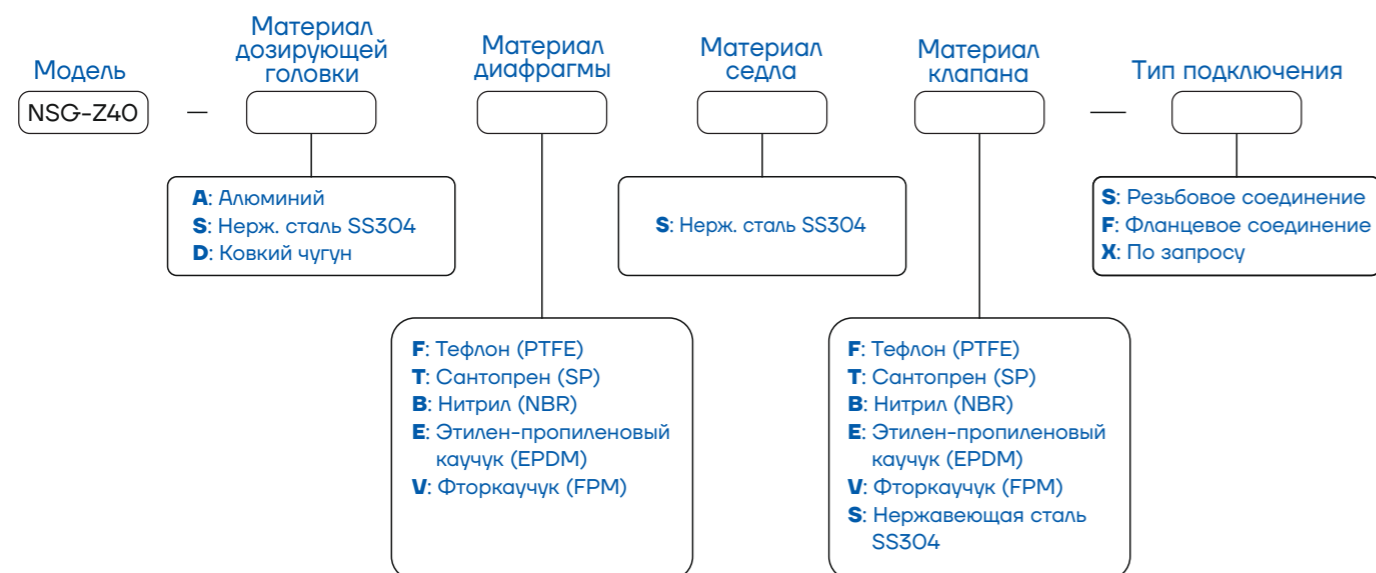 Модель
NSG-Z40
—
Материал
дозирующей
головки
A: Алюминий
S: Нерж. сталь SS304
D: Ковкий чугун
Материал
диафрагмы
F: Тефлон (PTFE)
T: Сантопрен (SP)
B: Нитрил (NBR)
E: Этилен-пропиленовый
каучук (EPDM)
V: Фторкаучук (FPM)
Материал
седла
S: Нерж. сталь SS304
Материал
клапана
F: Тефлон (PTFE)
T: Сантопрен (SP)
B: Нитрил (NBR)
E: Этилен-пропиленовый
каучук (EPDM)
V: Фторкаучук (FPM)
S: Нержавеющая сталь
SS304
—
Тип подключения
S: Резьбовое соединение
F: Фланцевое соединение
X: По запросу